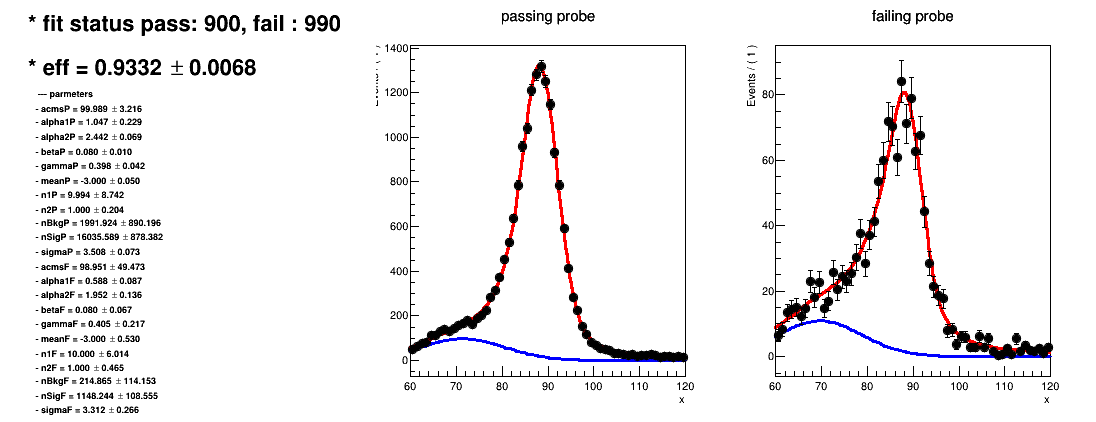 * fit status pass: 900, fail : 990
* eff = 0.9332 ± 0.0068
--- parmeters
- acmsP = 99.989 ± 3.216
- alpha1P = 1.047 ± 0.229
- alpha2P = 2.442 ± 0.069
- betaP = 0.080 ± 0.010
- gammaP = 0.398 ± 0.042
- meanP = -3.000 ± 0.050
- n1P = 9.994 ± 8.742
- n2P = 1.000 ± 0.204
- nBkgP = 1991.924 ± 890.196
- nSigP = 16035.589 ± 878.382
- sigmaP = 3.508 ± 0.073
- acmsF = 98.951 ± 49.473
- alpha1F = 0.588 ± 0.087
- alpha2F = 1.952 ± 0.136
- betaF = 0.080 ± 0.067
- gammaF = 0.405 ± 0.217
- meanF = -3.000 ± 0.530
- n1F = 10.000 ± 6.014
- n2F = 1.000 ± 0.465
- nBkgF = 214.865 ± 114.153
- nSigF = 1148.244 ± 108.555
- sigmaF = 3.312 ± 0.266
passing probe
1400
1200
1000
800
600
400
200
0
60 70 80 90 100 110 120
x
failing probe
Events / ( 1 )
80
60
40
20
0
60 70 80 90 100 110 120
x